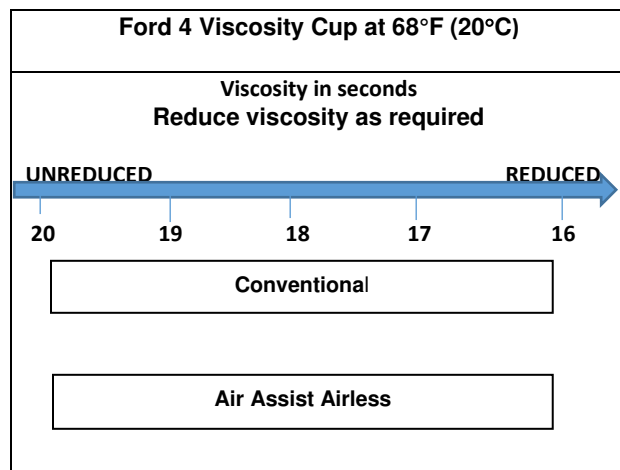 Ford 4 Viscosity Cup at 68°F (20°C)
Viscosity in seconds
Reduce viscosity as required
UNREDUCED REDUCED
20 19 18 17 16
Conventional
Air Assist Airless